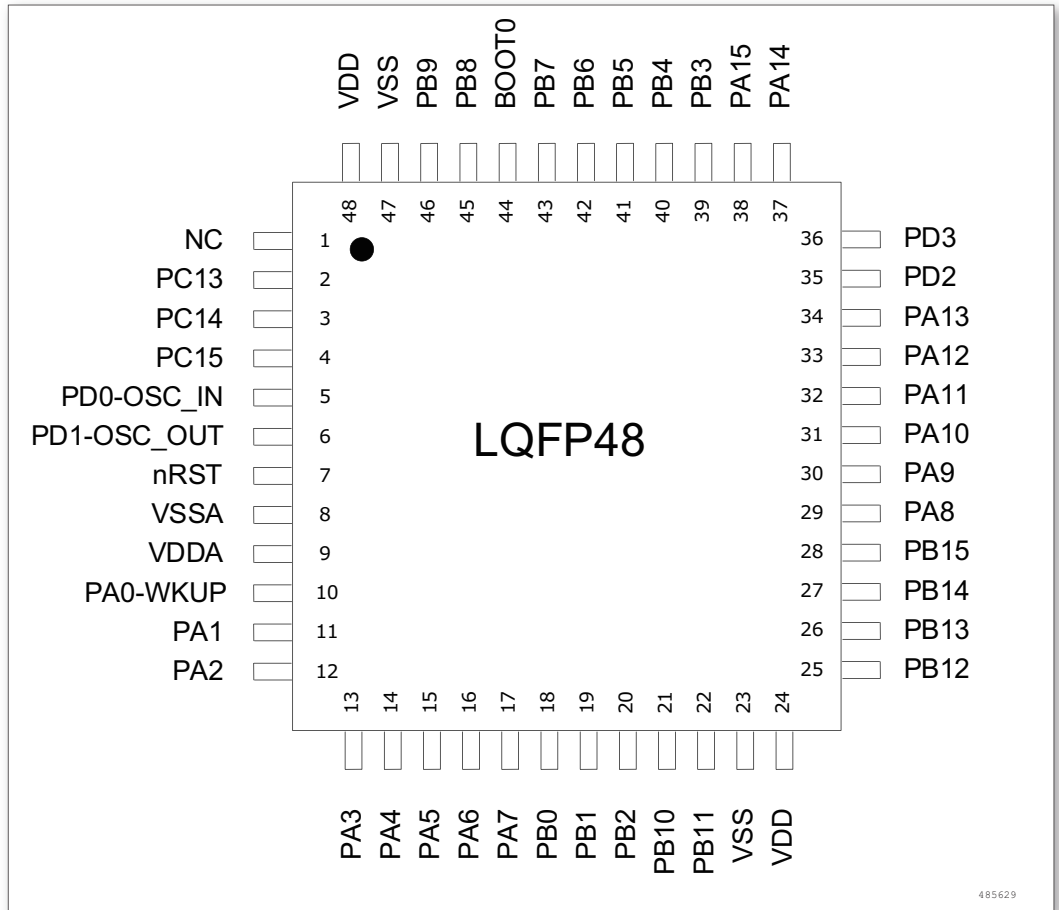 VDD
VSS
PB9
PB8
BOOT0
PB7
PB6
PB5
PB4
PB3
PA15
PA14
48
47
46
45
44
43
42
41
40
39
38
37
NC 1
PC13 2
PC14 3
PC15 4
PD0-OSC_IN 5
PD1-OSC_OUT 6
nRST 7
VSSA 8
VDDA 9
PA0-WKUP 10
PA1 11
PA2 12
LQFP48
36 PD3
35 PD2
34 PA13
33 PA12
32 PA11
31 PA10
30 PA9
29 PA8
28 PB15
27 PB14
26 PB13
25 PB12
13
14
15
16
17
18
19
20
21
22
23
24
PA3
PA4
PA5
PA6
PA7
PB0
PB1
PB2
PB10
PB11
VSS
VDD
485629